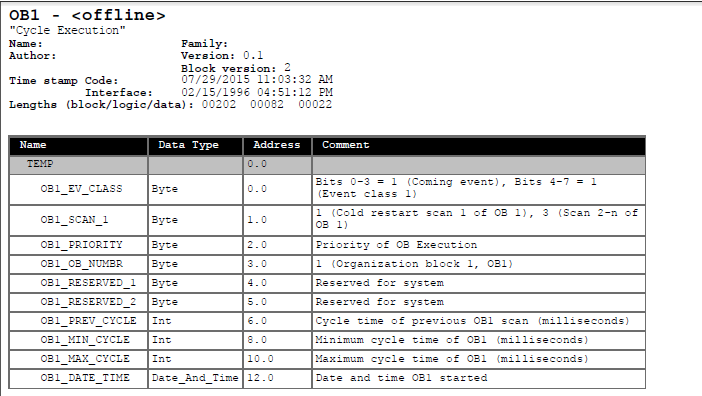 OB1 - <offline>
"Cycle Execution"
Name: Family:
Author: Version: 0.1
Block version: 2
Time stamp Code: 07/29/2015 11:03:32 AM
Interface: 02/15/1996 04:51:12 PM
Lengths (block/logic/data): 00202 00082 00022
Name Data Type Address Comment
TEMP 0.0
OB1_EV_CLASS Byte 0.0 Bits 0-3 = 1 (Coming event), Bits 4-7 = 1
(Event class 1)
OB1_SCAN_1 Byte 1.0 1 (Cold restart scan 1 of OB 1), 3 (Scan 2-n of
OB 1)
OB1_PRIORITY Byte 2.0 Priority of OB Execution
OB1_OB_NUMBR Byte 3.0 1 (Organization block 1, OB1)
OB1_RESERVED_1 Byte 4.0 Reserved for system
OB1_RESERVED_2 Byte 5.0 Reserved for system
OB1_PREV_CYCLE Int 6.0 Cycle time of previous OB1 scan (milliseconds)
OB1_MIN_CYCLE Int 8.0 Minimum cycle time of OB1 (milliseconds)
OB1_MAX_CYCLE Int 10.0 Maximum cycle time of OB1 (milliseconds)
OB1_DATE_TIME Date_And_Time 12.0 Date and time OB1 started